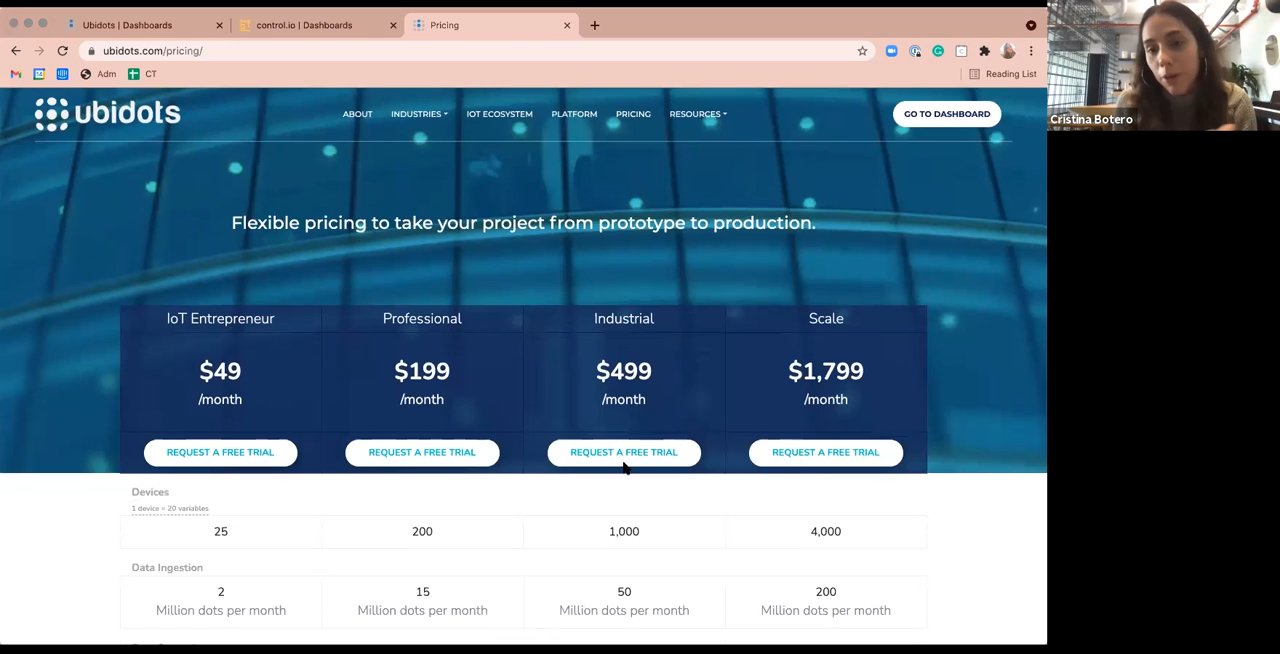 Ubidots | Dashboards
control.io | Dashboards
Pricing
ubidots.com/pricing/
Adm
CT
Reading List
ubidots
ABOUT
INDUSTRIES
IOT ECOSYSTEM
PLATFORM
PRICING
RESOURCES
GO TO DASHBOARD
Cristina Botero
Flexible pricing to take your project from prototype to production.
IoT Entrepreneur
Professional
Industrial
Scale
$49
$199
$499
$1,799
/month
/month
/month
/month
REQUEST A FREE TRIAL
REQUEST A FREE TRIAL
REQUEST A FREE TRIAL
REQUEST A FREE TRIAL
Devices
1 device = 20 variables
25
200
1,000
4,000
Data Ingestion
2
15
50
200
Million dots per month
Million dots per month
Million dots per month
Million dots per month